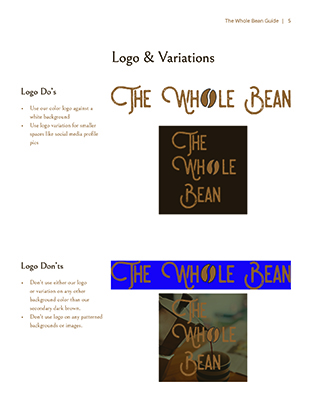 The Whole Bean Guide | 5
Logo & Variations
Logo Do's
• Use our color logo against a
white background
• Use logo variation for smaller
spaces like social media profile
pics
The Whole Bean
The
Whole
Bean
Logo Don'ts
• Don't use either our logo
or variation on any other
background color than our
secondary dark brown.
• Don't use logo on any patterned
backgrounds or images.
The Whole Bean
The
Whole
Bean